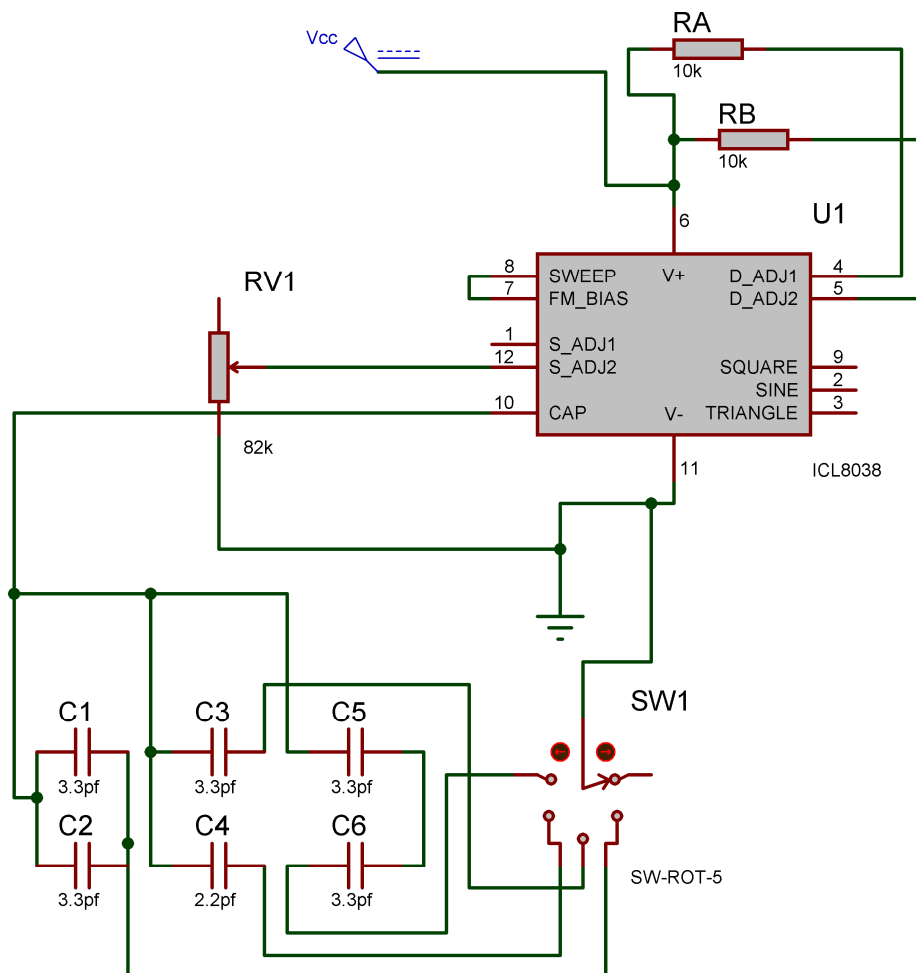 RA
Vcc
10k
RB
10k
6
U1
RV1
8 SWEEP V+ D_ADJ1 4
7 FM_BIAS D_ADJ2 5
1 S_ADJ1
12 S_ADJ2 SQUARE 9
SINE 2
10 CAP V- TRIANGLE 3
82k
11
ICL8038
C1 C3 C5 SW1
3.3pf 3.3pf 3.3pf
C2 C4 C6
SW-ROT-5
3.3pf 2.2pf 3.3pf